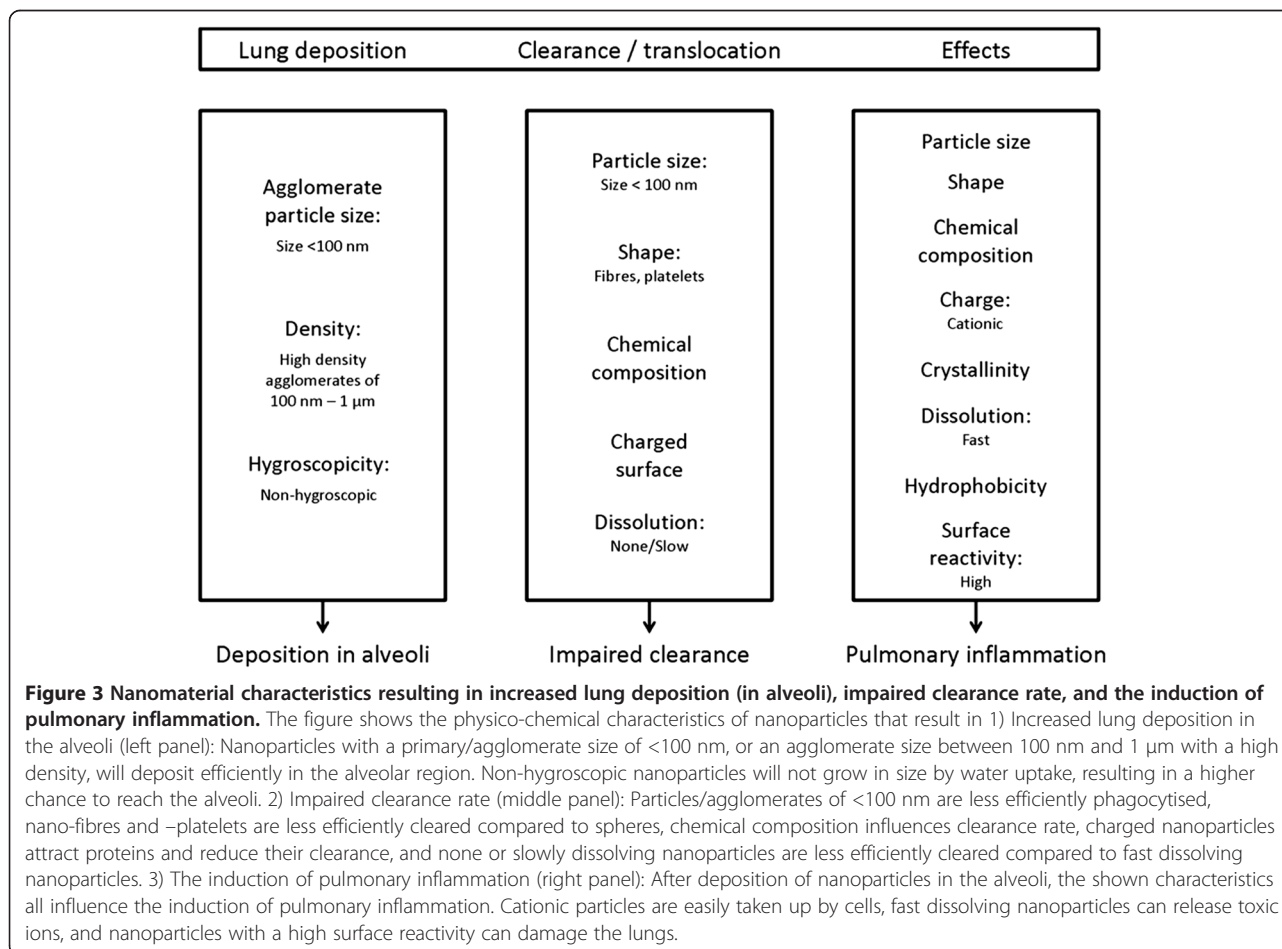 Lung deposition
Clearance / translocation
Effects
Agglomerate
particle size:
Size <100 nm
Density:
High density
agglomerates of
100 nm – 1 µm
Hygroscopicity:
Non-hygroscopic
Deposition in alveoli
Particle size:
Size < 100 nm
Shape:
Fibres, platelets
Chemical
composition
Charged
surface
Dissolution:
None/Slow
Impaired clearance
Particle size
Shape
Chemical
composition
Charge:
Cationic
Crystallinity
Dissolution:
Fast
Hydrophobicity
Surface
reactivity:
High
Pulmonary inflammation
Figure 3 Nanomaterial characteristics resulting in increased lung deposition (in alveoli), impaired clearance rate, and the induction of
pulmonary inflammation. The figure shows the physico-chemical characteristics of nanoparticles that result in 1) Increased lung deposition in
the alveoli (left panel): Nanoparticles with a primary/agglomerate size of <100 nm, or an agglomerate size between 100 nm and 1 μm with a high
density, will deposit efficiently in the alveolar region. Non-hygroscopic nanoparticles will not grow in size by water uptake, resulting in a higher
chance to reach the alveoli. 2) Impaired clearance rate (middle panel): Particles/agglomerates of <100 nm are less efficiently phagocytised,
nano-fibres and –platelets are less efficiently cleared compared to spheres, chemical composition influences clearance rate, charged nanoparticles
attract proteins and reduce their clearance, and none or slowly dissolving nanoparticles are less efficiently cleared compared to fast dissolving
nanoparticles. 3) The induction of pulmonary inflammation (right panel): After deposition of nanoparticles in the alveoli, the shown characteristics
all influence the induction of pulmonary inflammation. Cationic particles are easily taken up by cells, fast dissolving nanoparticles can release toxic
ions, and nanoparticles with a high surface reactivity can damage the lungs.